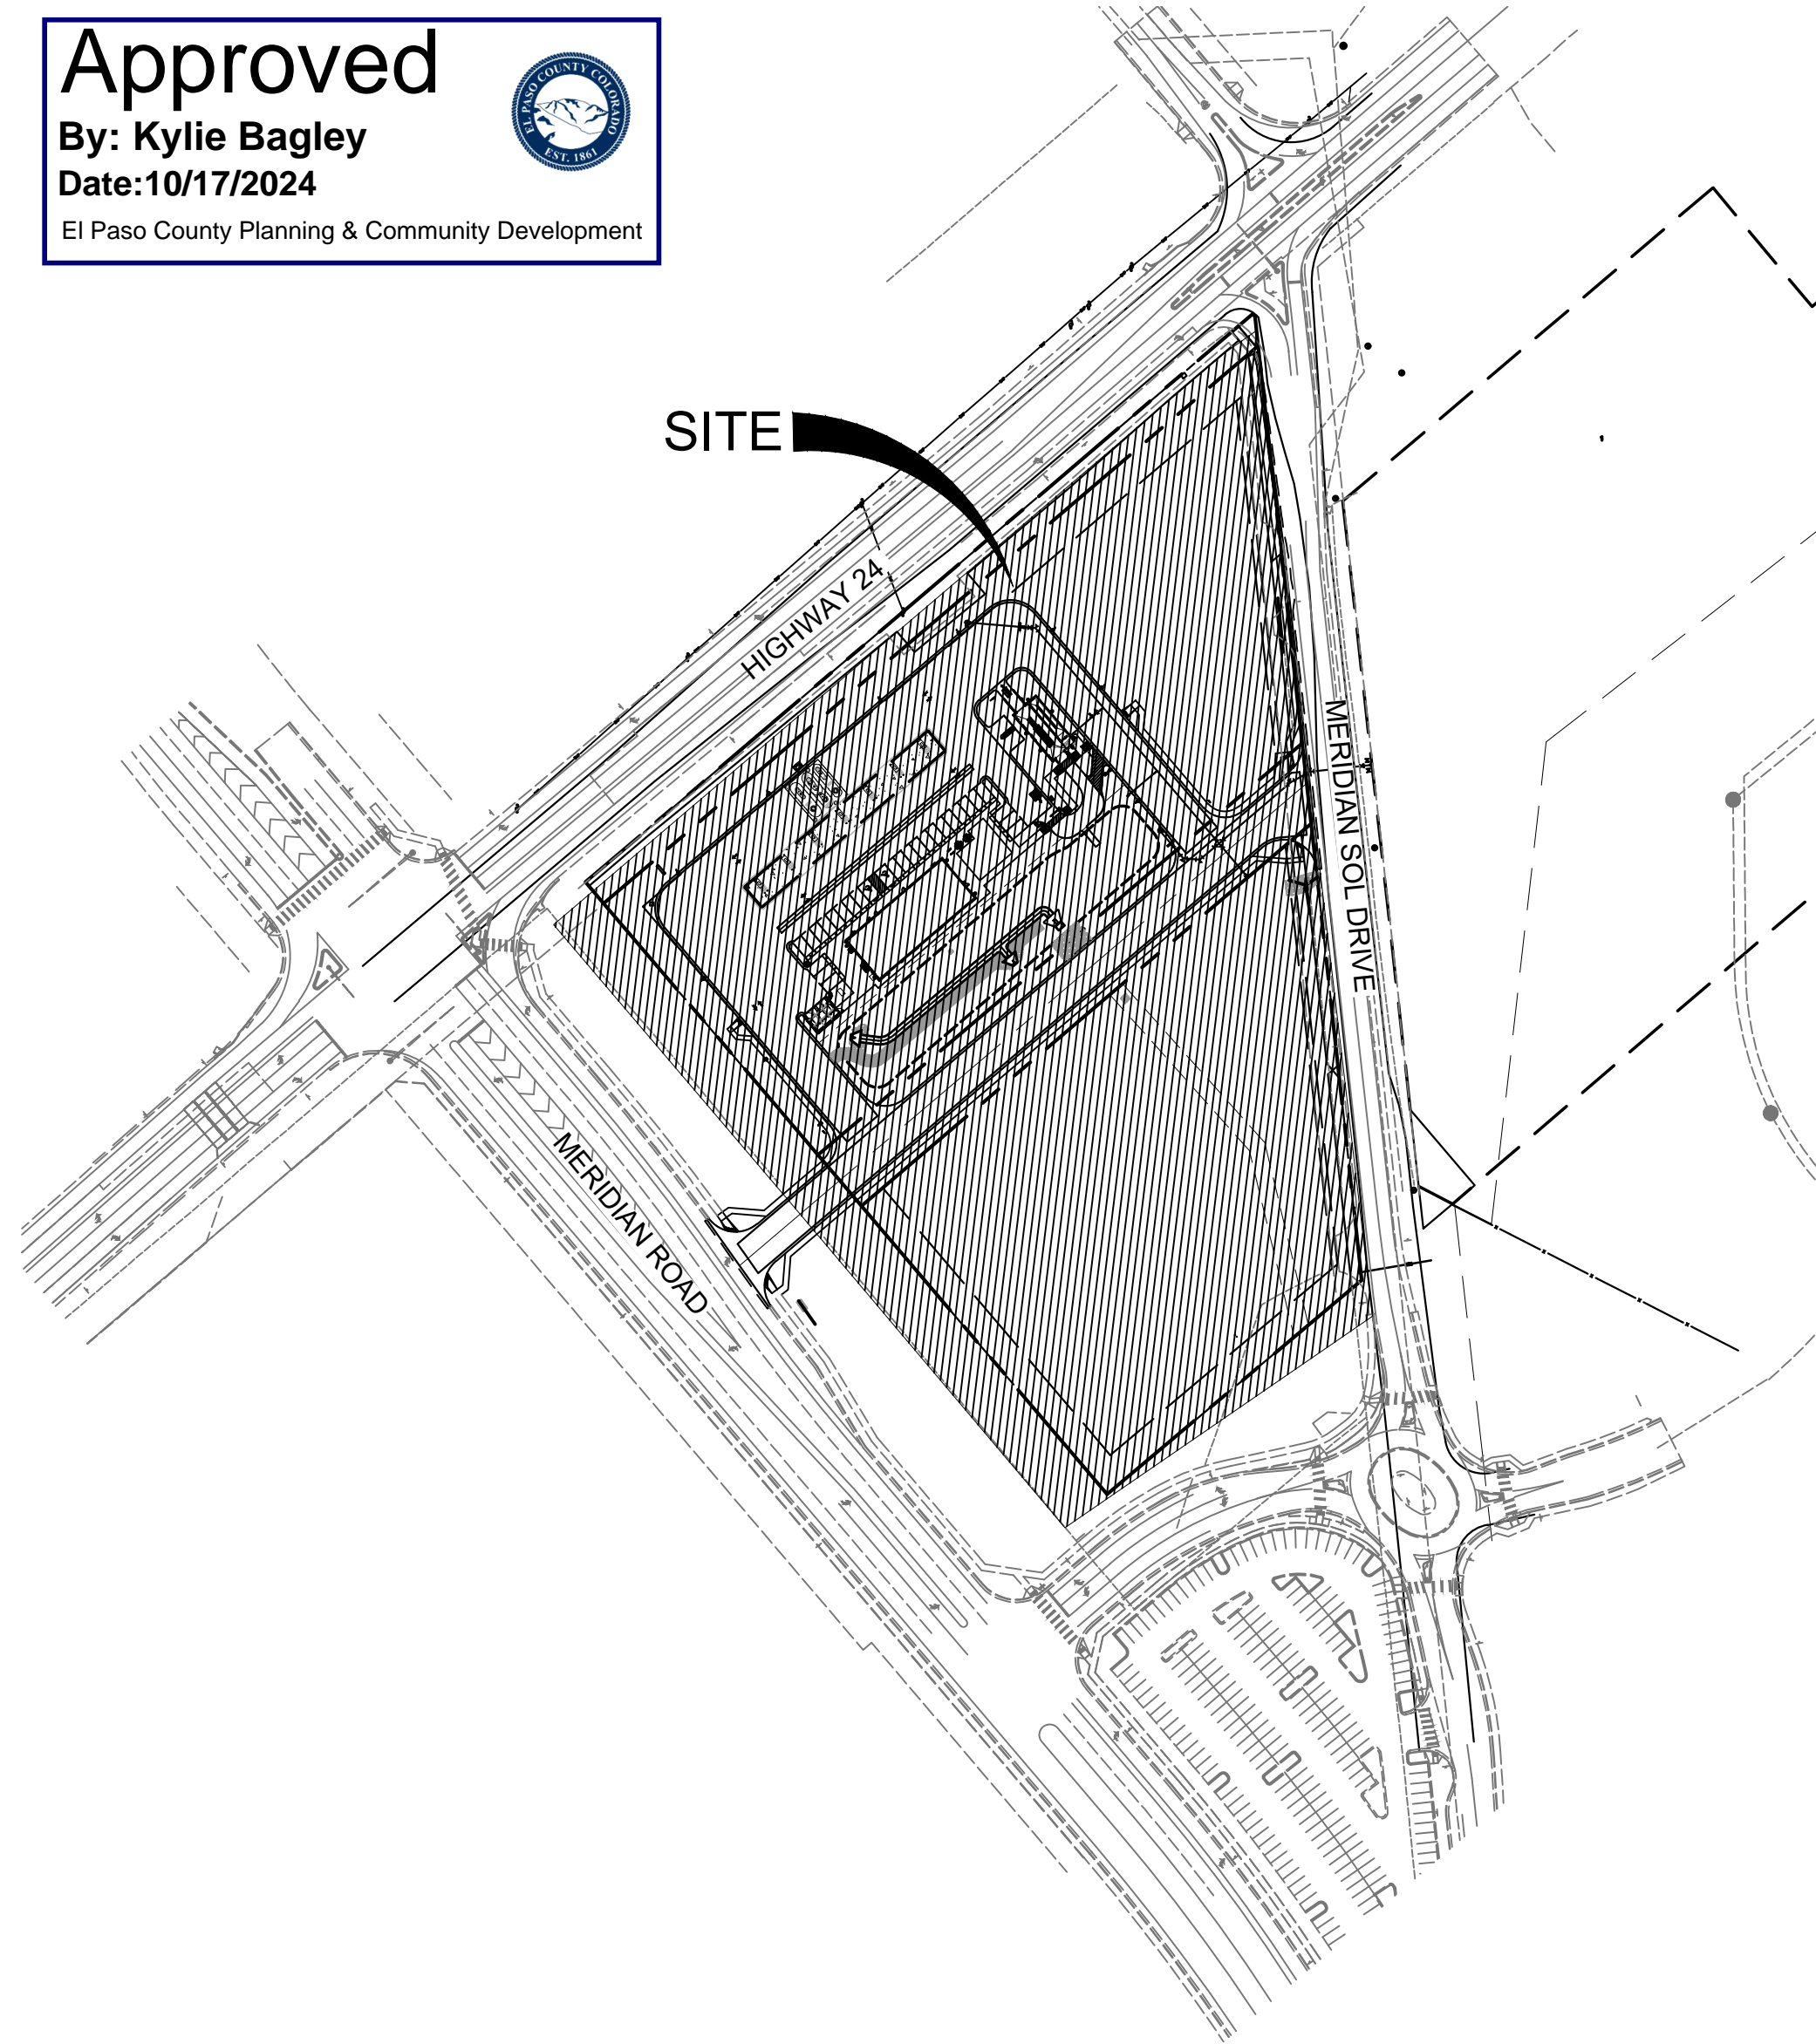 Approved
By: Kylie Bagley
Date:10/17/2024
El Paso County Planning & Community Development
EL PASO COUNTY COLORADO
EST. 1861
SITE
HIGHWAY 24
MERIDIAN SOL DRIVE
MERIDIAN ROAD